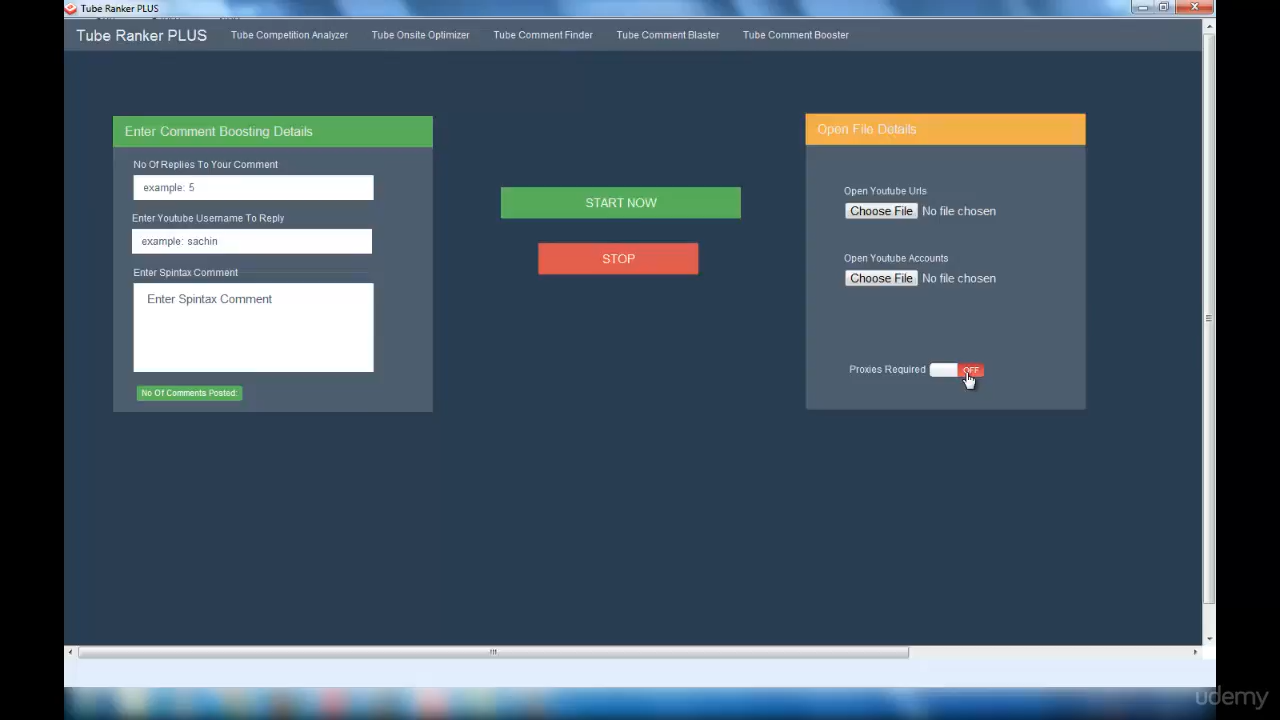 Tube Ranker PLUS
Tube Ranker PLUS Tube Competition Analyzer Tube Onsite Optimizer Tube Comment Finder Tube Comment Blaster Tube Comment Booster
Enter Comment Boosting Details
No Of Replies To Your Comment
example: 5
Enter Youtube Username To Reply
example: sachin
Enter Spintax Comment
Enter Spintax Comment
No Of Comments Posted:
START NOW
STOP
Open File Details
Open Youtube Urls
Choose File No file chosen
Open Youtube Accounts
Choose File No file chosen
Proxies Required OFF
udemy